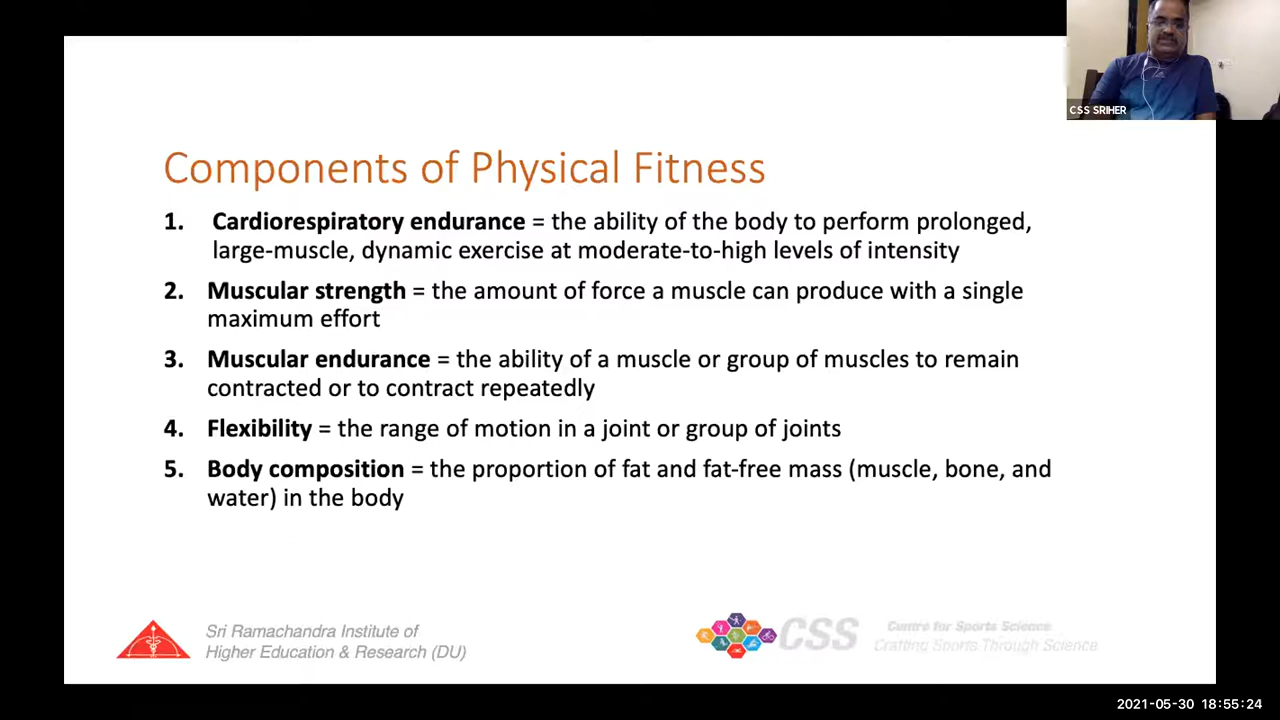 CSS SRIHER
Components of Physical Fitness
1. Cardiorespiratory endurance = the ability of the body to perform prolonged,
large-muscle, dynamic exercise at moderate-to-high levels of intensity
2. Muscular strength = the amount of force a muscle can produce with a single
maximum effort
3. Muscular endurance = the ability of a muscle or group of muscles to remain
contracted or to contract repeatedly
4. Flexibility = the range of motion in a joint or group of joints
5. Body composition = the proportion of fat and fat-free mass (muscle, bone, and
water) in the body
Sri Ramachandra Institute of
Higher Education & Research (DU)
CSS
Centre for Sports Science
Crafting Sports Through Science
2021-05-30 18:55:24